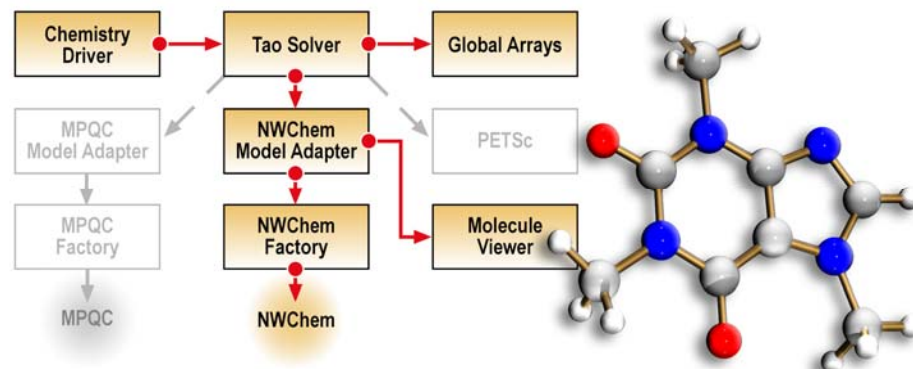 Chemistry
Driver
Tao Solver
Global Arrays
MPQC
Model Adapter
NWChem
Model Adapter
PETSc
MPQC
Factory
NWChem
Factory
Molecule
Viewer
MPQC
NWChem